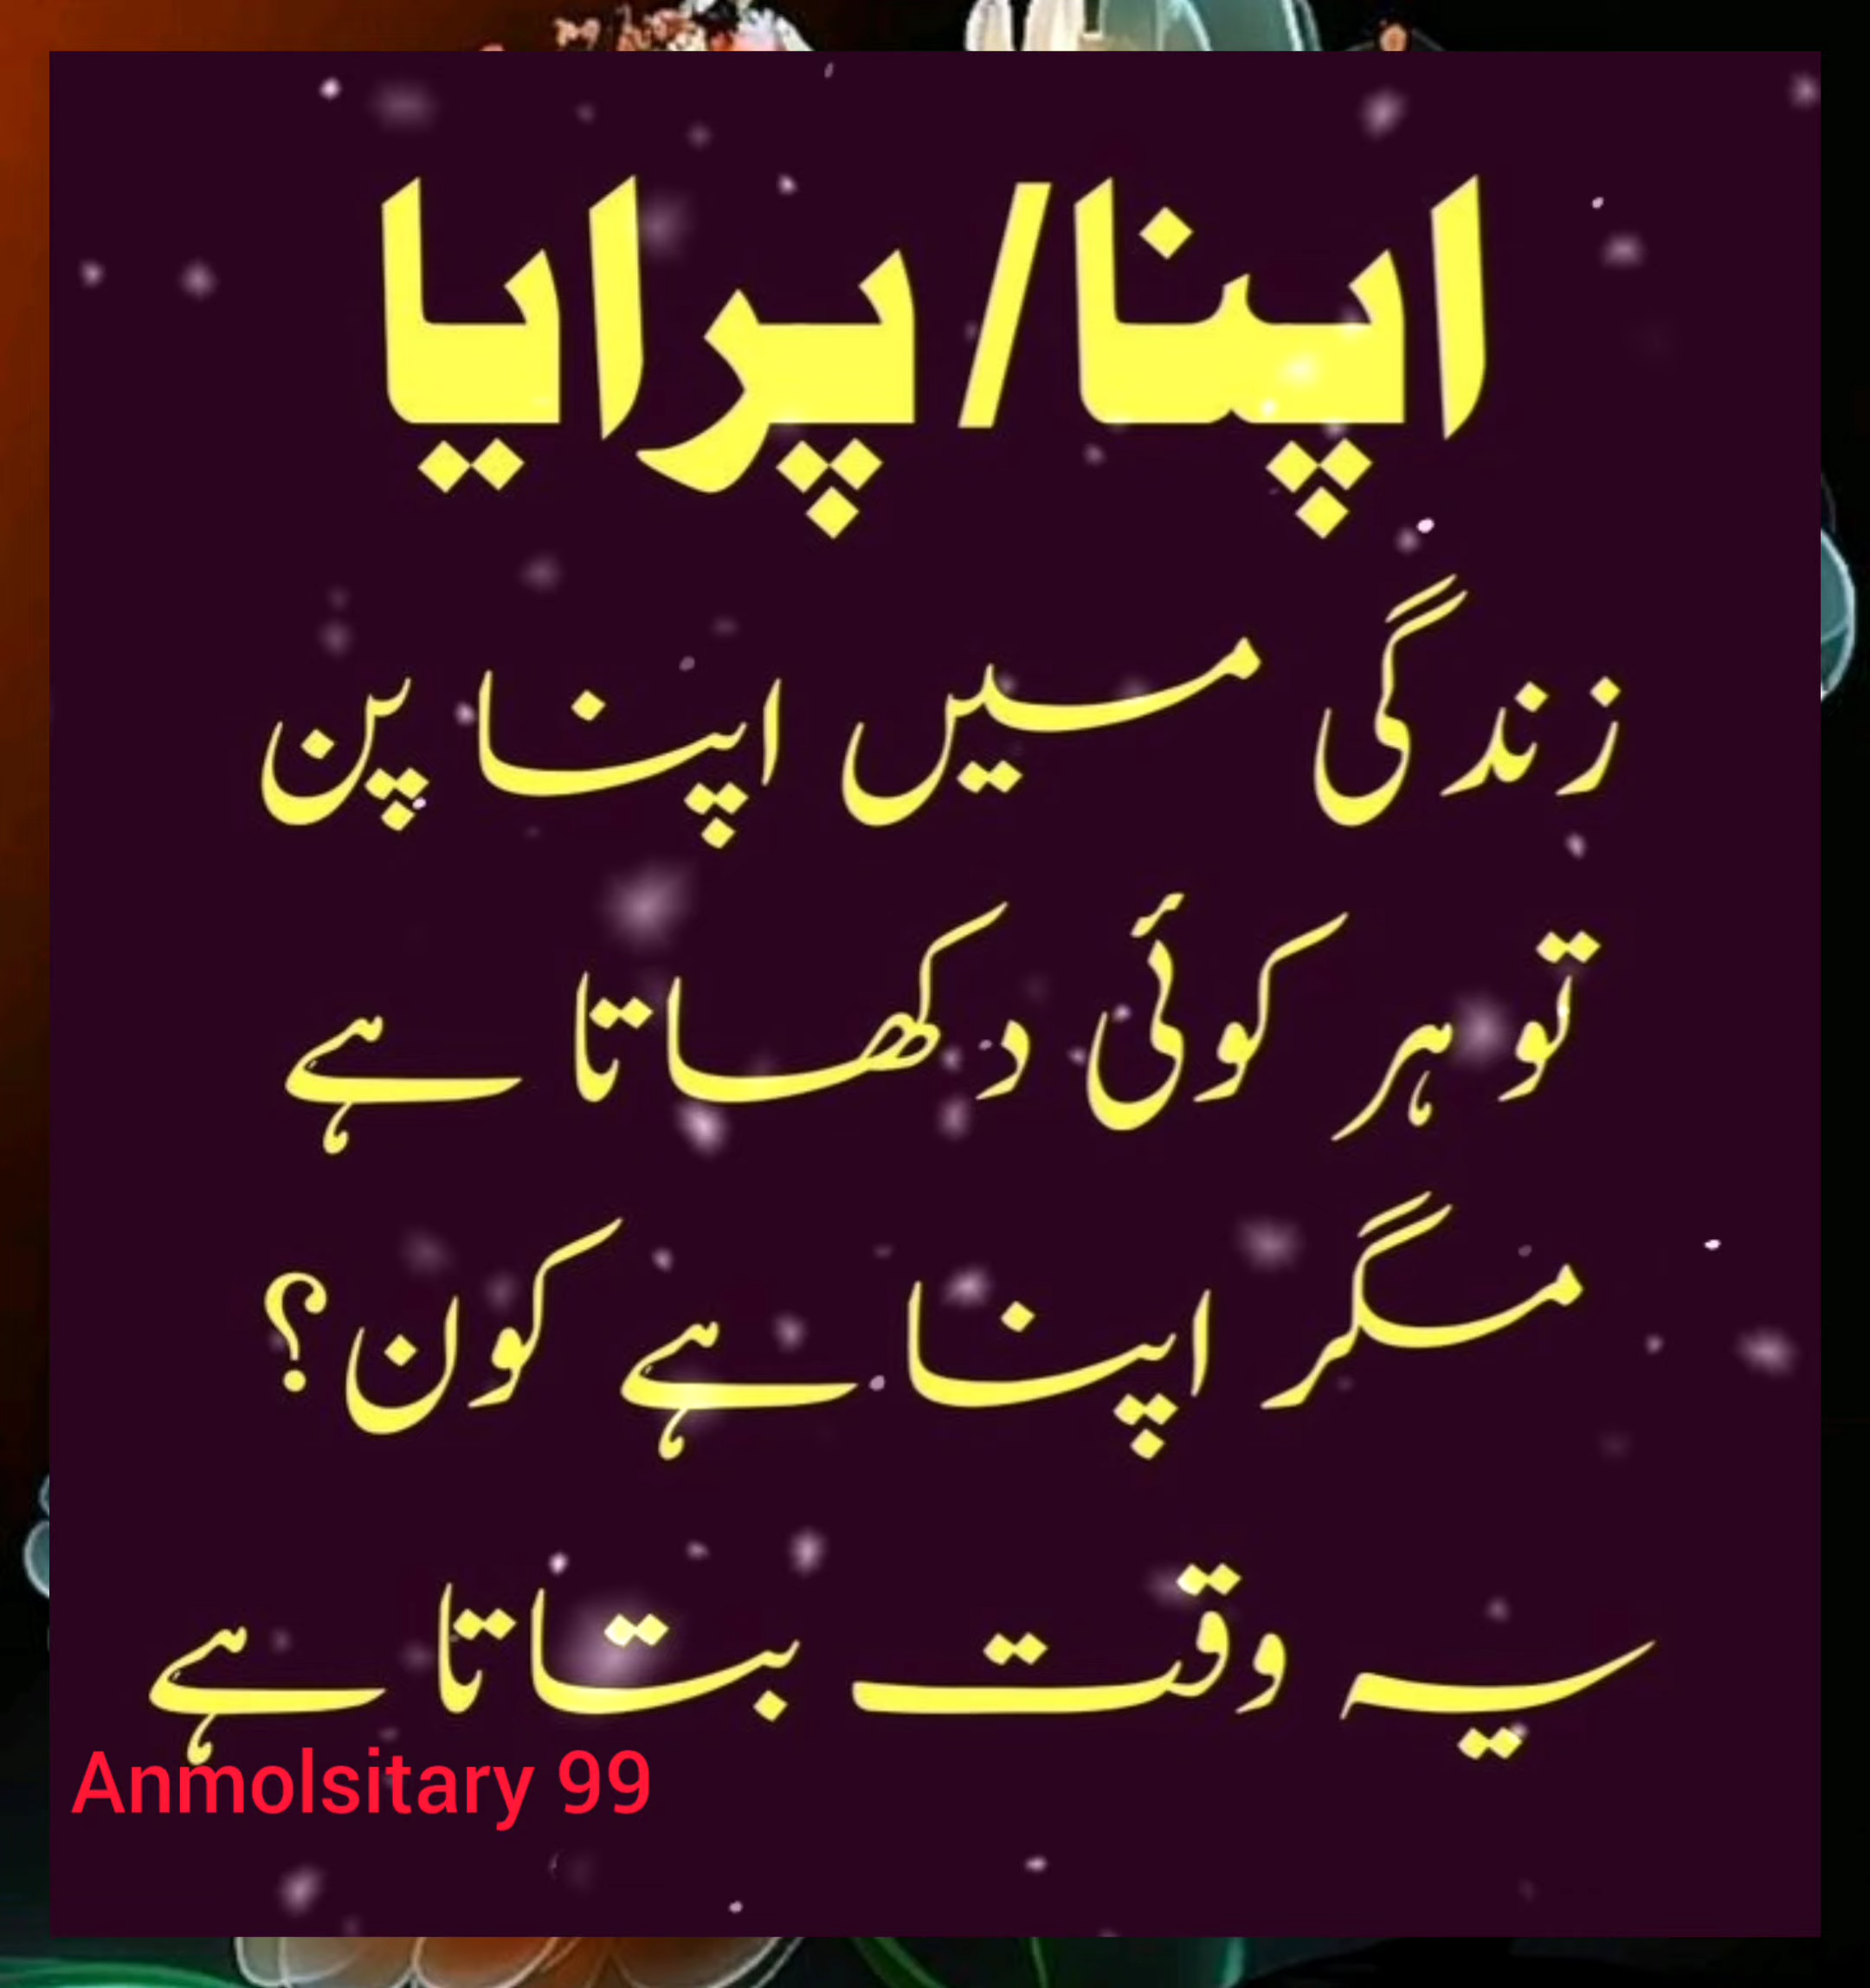 اپنا/پرایا
زندگی میں اپنا پن
تو ہر کوئی دکھاتا ہے
مگر اپنا ہے کون؟
یہ وقت بتاتا ہے
Anmolsitary 99